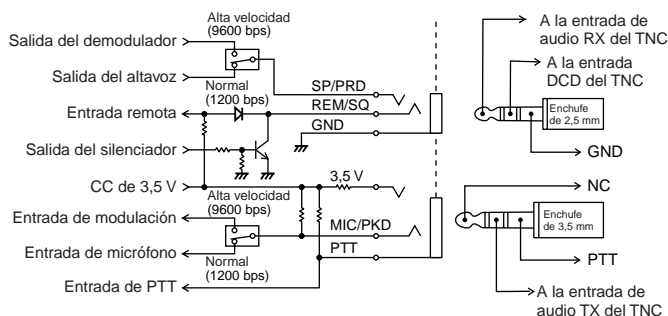 Alta velocidad
(9600 bps)
Salida del demodulador
Salida del altavoz
Normal
(1200 bps)
SP/PRD
Entrada remota
REM/SQ
GND
Salida del silenciador
CC de 3,5 V
3,5 V
Alta velocidad
(9600 bps)
Entrada de modulación
MIC/PKD
Entrada de micrófono
Normal
(1200 bps)
PTT
Entrada de PTT
A la entrada de
audio RX del TNC
A la entrada
DCD del TNC
Enchufe
de 2,5 mm
GND
NC
Enchufe
de 3,5 mm
PTT
A la entrada de
audio TX del TNC